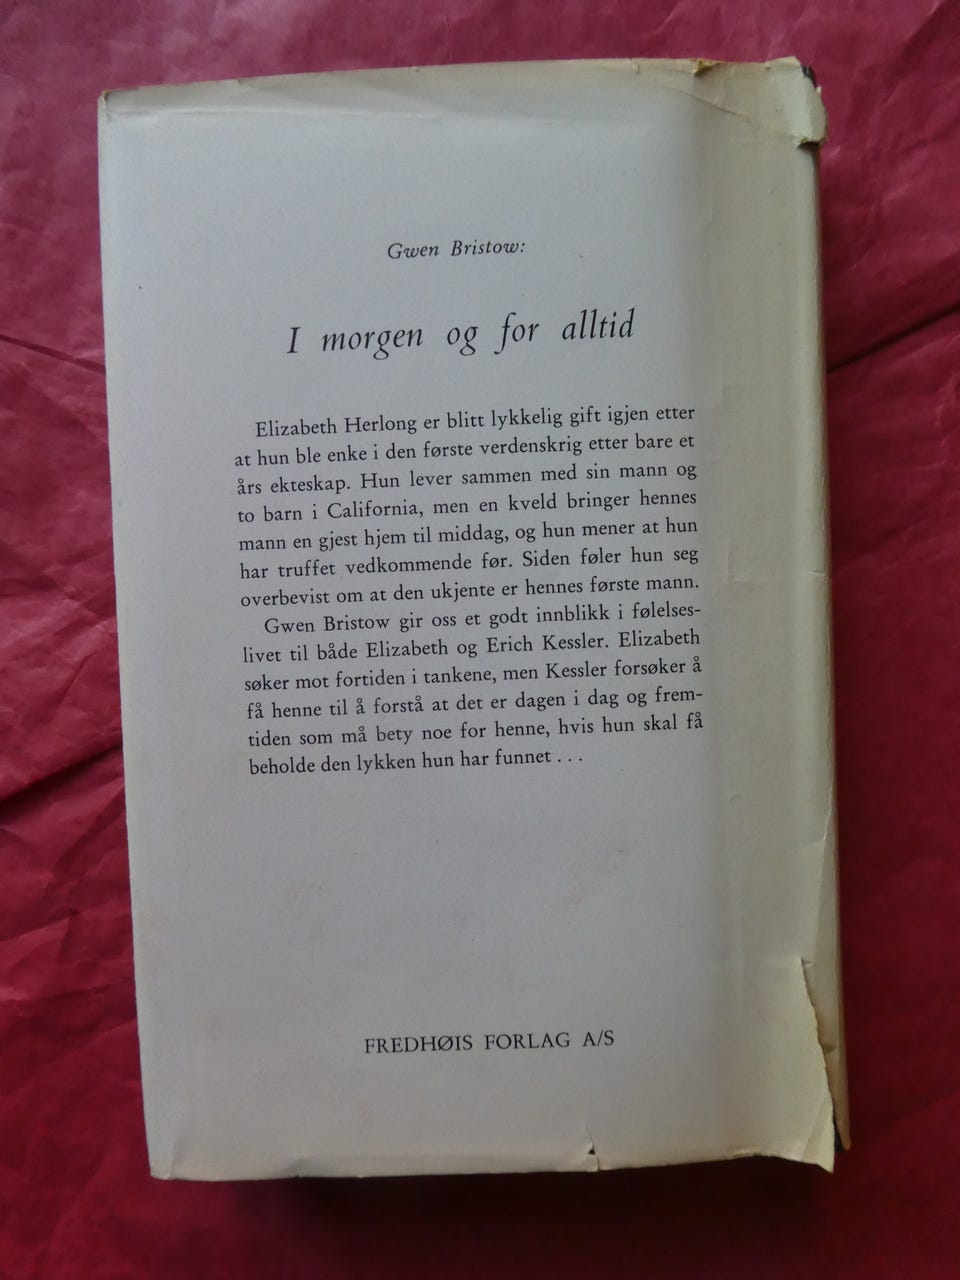 Gwen Bristow:
I morgen og for alltid
Elizabeth Herlong er blitt lykkelig gift igjen etter
at hun ble enke i den første verdenskrig etter bare et
års ekteskap. Hun lever sammen med sin mann og
to barn i California, men en kveld bringer hennes
mann en gjest hjem til middag, og hun mener at hun
har truffet vedkommende før. Siden føler hun seg
overbevist om at den ukjente er hennes første mann.
Gwen Bristow gir oss et godt innblikk i følelses-
livet til både Elizabeth og Erich Kessler. Elizabeth
søker mot fortiden i tankene, men Kessler forsøker å
få henne til å forstå at det er dagen i dag og frem-
tiden som må bety noe for henne, hvis hun skal få
beholde den lykken hun har funnet . . .
FREDHØIS FORLAG A/S